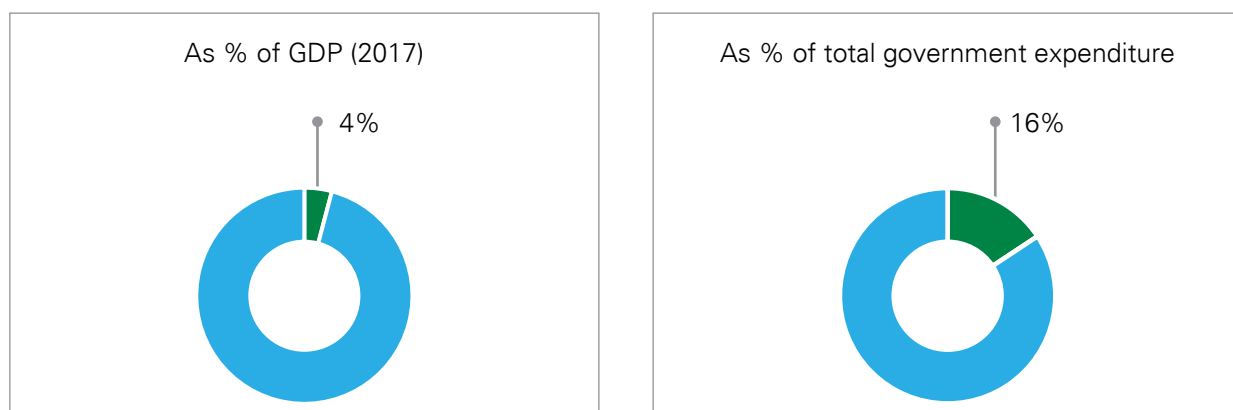 As % of GDP (2017)
4%
As % of total government expenditure
16%